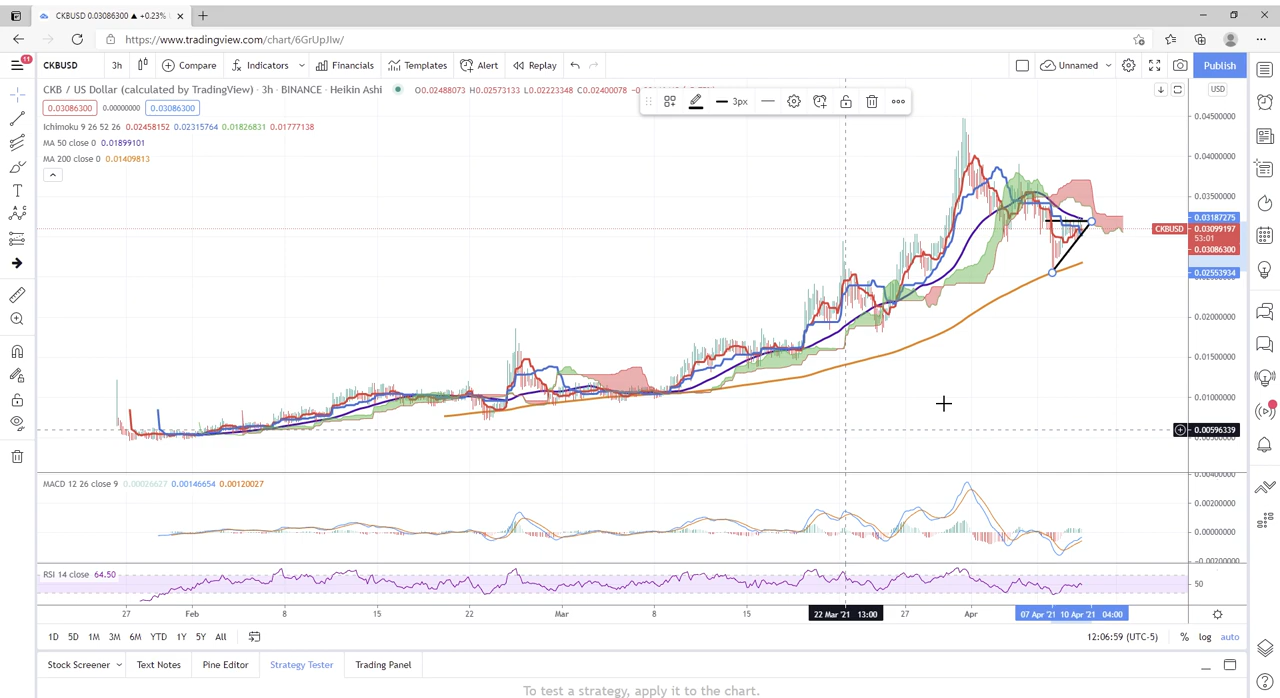 CKBUSD 0.03086300 ▲ +0.23%
https://www.tradingview.com/chart/6GrUpJIw/
11
CKBUSD 3h Compare Indicators Financials Templates Alert Replay Unnamed Publish
CKB / US Dollar (calculated by TradingView) · 3h · BINANCE · Heikin Ashi O0.02488073 H0.02573133 L0.02223348 C0.02400078
0.03086300 0.00000000 0.03086300
3px
USD
Ichimoku 9 26 52 26 0.02458152 0.02315764 0.01826831 0.01777138
MA 50 close 0 0.01899101
MA 200 close 0 0.01409813
0.04500000
0.04000000
0.03500000
0.03187275
CKBUSD 0.03099197
53:01
0.03086300
0.02553934
0.02000000
0.01500000
0.01000000
0.00596339
MACD 12 26 close 9 0.00026627 0.00146654 0.00120027
0.00400000
0.00200000
0.00000000
-0.00200000
RSI 14 close 64.50
50
27 Feb 8 15 22 Mar 8 15 22 Mar '21 13:00 27 Apr 07 Apr '21 10 Apr '21 04:00
1D 5D 1M 3M 6M YTD 1Y 5Y All 12:06:59 (UTC-5) % log auto
Stock Screener Text Notes Pine Editor Strategy Tester Trading Panel
To test a strategy, apply it to the chart.